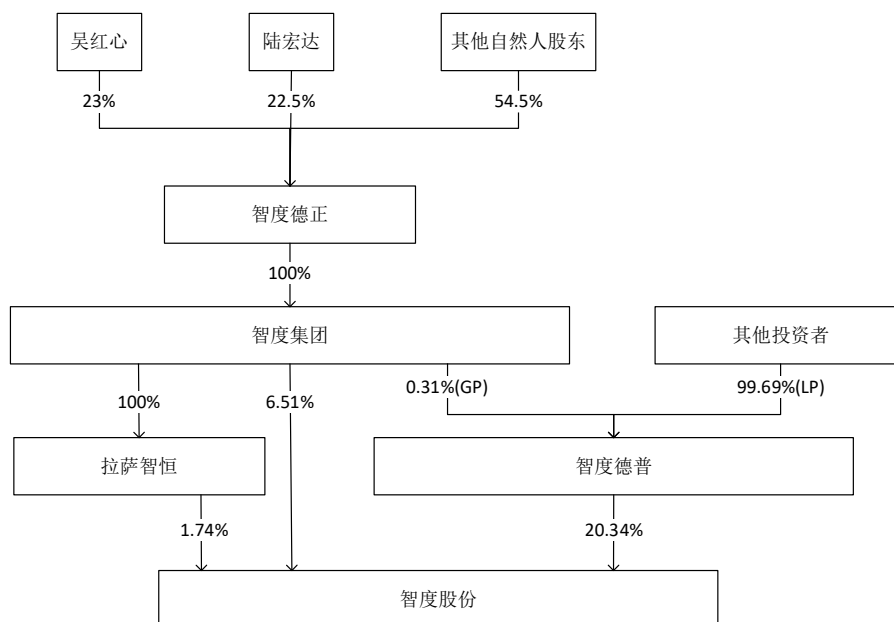 吴红心
陆宏达
其他自然人股东
23%
22.5%
54.5%
智度德正
100%
智度集团
其他投资者
100%
6.51%
0.31%(GP)
99.69%(LP)
拉萨智恒
智度德普
1.74%
20.34%
智度股份